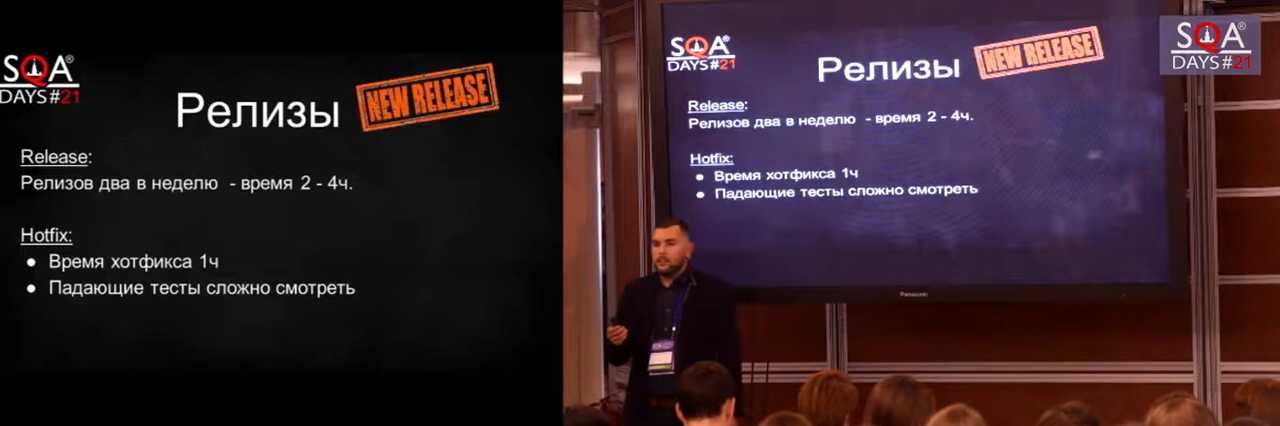 SQA®
DAYS#21
Релизы
NEW RELEASE
Release:
Релизов два в неделю - время 2 - 4ч.
Hotfix:
● Время хотфикса 1ч
● Падающие тесты сложно смотреть
SQA®
DAYS#21
Релизы
NEW RELEASE
Release:
Релизов два в неделю - время 2 - 4ч.
Hotfix:
● Время хотфикса 1ч
● Падающие тесты сложно смотреть
Panasonic
SQA®
DAYS#21